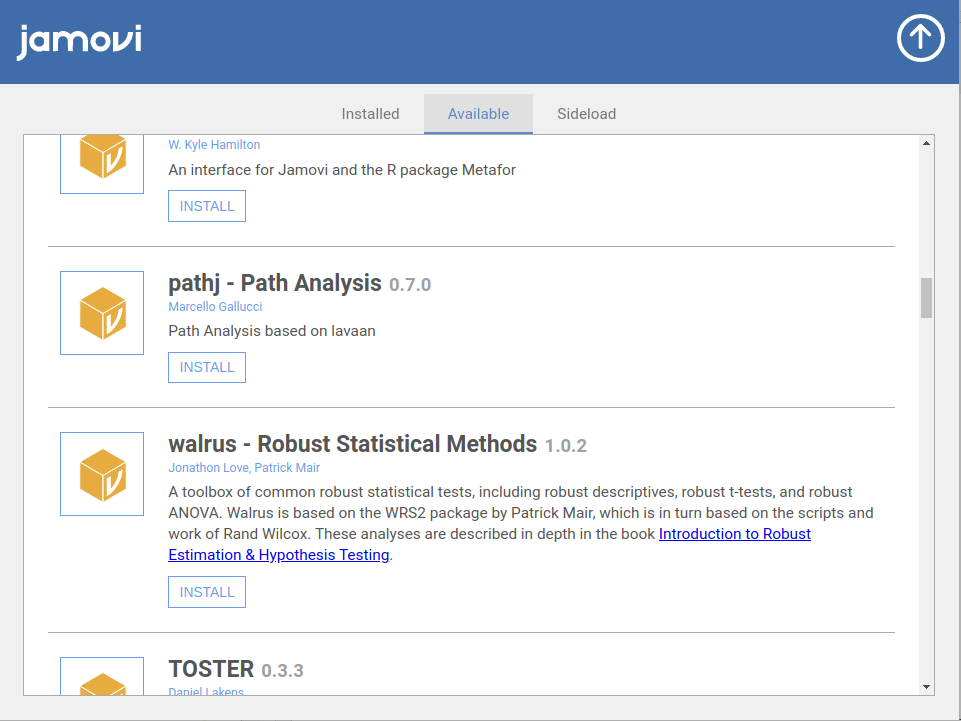 jamovi
Installed Available Sideload
W. Kyle Hamilton
An interface for Jamovi and the R package Metafor
INSTALL
pathj - Path Analysis 0.7.0
Marcello Gallucci
Path Analysis based on lavaan
INSTALL
walrus - Robust Statistical Methods 1.0.2
Jonathon Love, Patrick Mair
A toolbox of common robust statistical tests, including robust descriptives, robust t-tests, and robust
ANOVA. Walrus is based on the WRS2 package by Patrick Mair, which is in turn based on the scripts and
work of Rand Wilcox. These analyses are described in depth in the book Introduction to Robust
Estimation & Hypothesis Testing.
INSTALL
TOSTER 0.3.3
Daniel Lakens